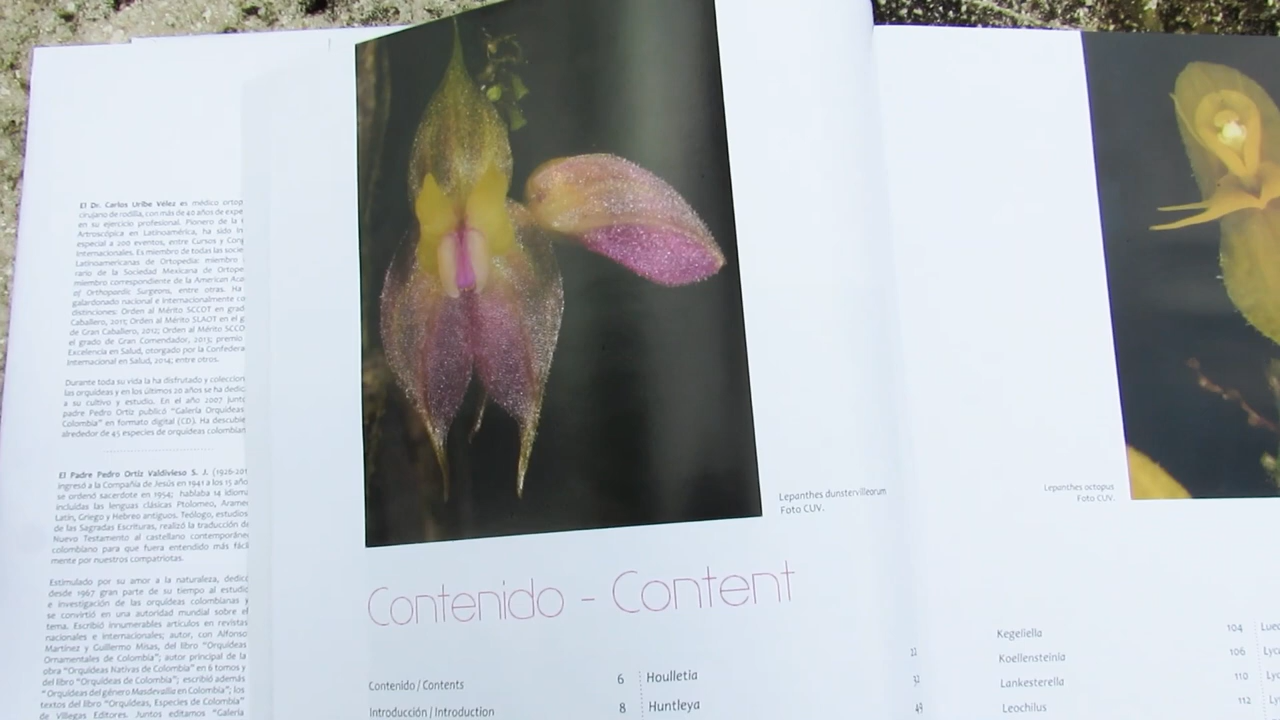 El Dr. Carlos Uribe Vélez es médico ortop
cirujano de rodilla, con más de 40 años de expe
en su ejercicio profesional. Pionero de la
Artroscópica en Latinoamérica, ha sido in
especial a 200 eventos, entre Cursos y Cong
Internacionales. Es miembro de todas las socie
Latinoamericanas de Ortopedia: miembro
rario de la Sociedad Mexicana de Ortope
miembro correspondiente de la American Aca
of Orthopaedic Surgeons, entre otras. Ha
galardonado nacional e internacionalmente co
distinciones: Orden al Mérito SCCOT en grad
Caballero, 2011; Orden al Mérito SLAOT en el g
de Gran Caballero, 2012; Orden al Mérito SCCO
el grado de Gran Comendador, 2013; premio
Excelencia en Salud, otorgado por la Confedera
Internacional en Salud, 2014; entre otros.
Durante toda su vida la ha disfrutado y coleccion
las orquídeas y en los últimos 20 años se ha dedic
a su cultivo y estudio. En el año 2007 junto
padre Pedro Ortiz publicó "Galería Orquídeas
Colombia" en formato digital (CD). Ha descubie
alrededor de 45 especies de orquídeas colombian
El Padre Pedro Ortiz Valdivieso S. J. (1926-201
ingresó a la Compañía de Jesús en 1941 a los 15 año
se ordenó sacerdote en 1954; hablaba 14 idioma
incluidas las lenguas clásicas Ptolomeo, Arameo
Latín, Griego y Hebreo antiguos. Teólogo, estudios
de las Sagradas Escrituras, realizó la traducción de
Nuevo Testamento al castellano contemporáneo
colombiano para que fuera entendido más fácil
mente por nuestros compatriotas.
Estimulado por su amor a la naturaleza, dedicó
desde 1967 gran parte de su tiempo al estudio
e investigación de las orquídeas colombianas y
se convirtió en una autoridad mundial sobre el
tema. Escribió innumerables artículos en revistas
nacionales e internacionales; autor, con Alfonso
Martínez y Guillermo Misas, del libro "Orquídeas
Ornamentales de Colombia"; autor principal de la
obra "Orquídeas Nativas de Colombia" en 6 tomos y
del libro "Orquídeas de Colombia"; escribió además
"Orquídeas del género Masdevallia en Colombia"; los
textos del libro "Orquídeas, Especies de Colombia"
de Villegas Editores. Juntos editamos "Galería
Lepanthes dunstervilleorum
Foto CUV.
Lepanthes octopus
Foto CUV.
Contenido - Content
Contenido / Contents 6
Introducción / Introduction 8
Houlletia
Huntleya
Kegeliella 104
Koellensteinia 106
Lankesterella 110
Leochilus 112
Lued
Lyca
Lyc
Ly